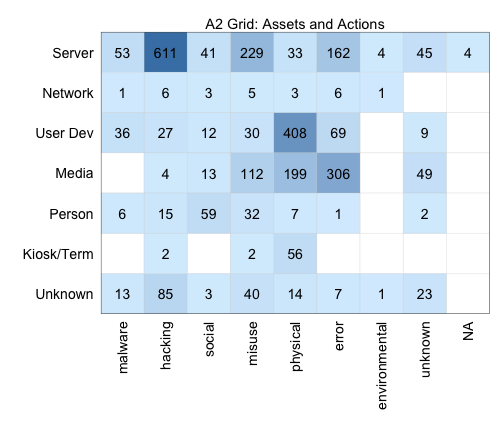 A2 Grid: Assets and Actions
Server 53 611 41 229 33 162 4 45 4
Network 1 6 3 5 3 6 1
User Dev 36 27 12 30 408 69 9
Media 4 13 112 199 306 49
Person 6 15 59 32 7 1 2
Kiosk/Term 2 2 56
Unknown 13 85 3 40 14 7 1 23
malware hacking social misuse physical error environmental unknown NA